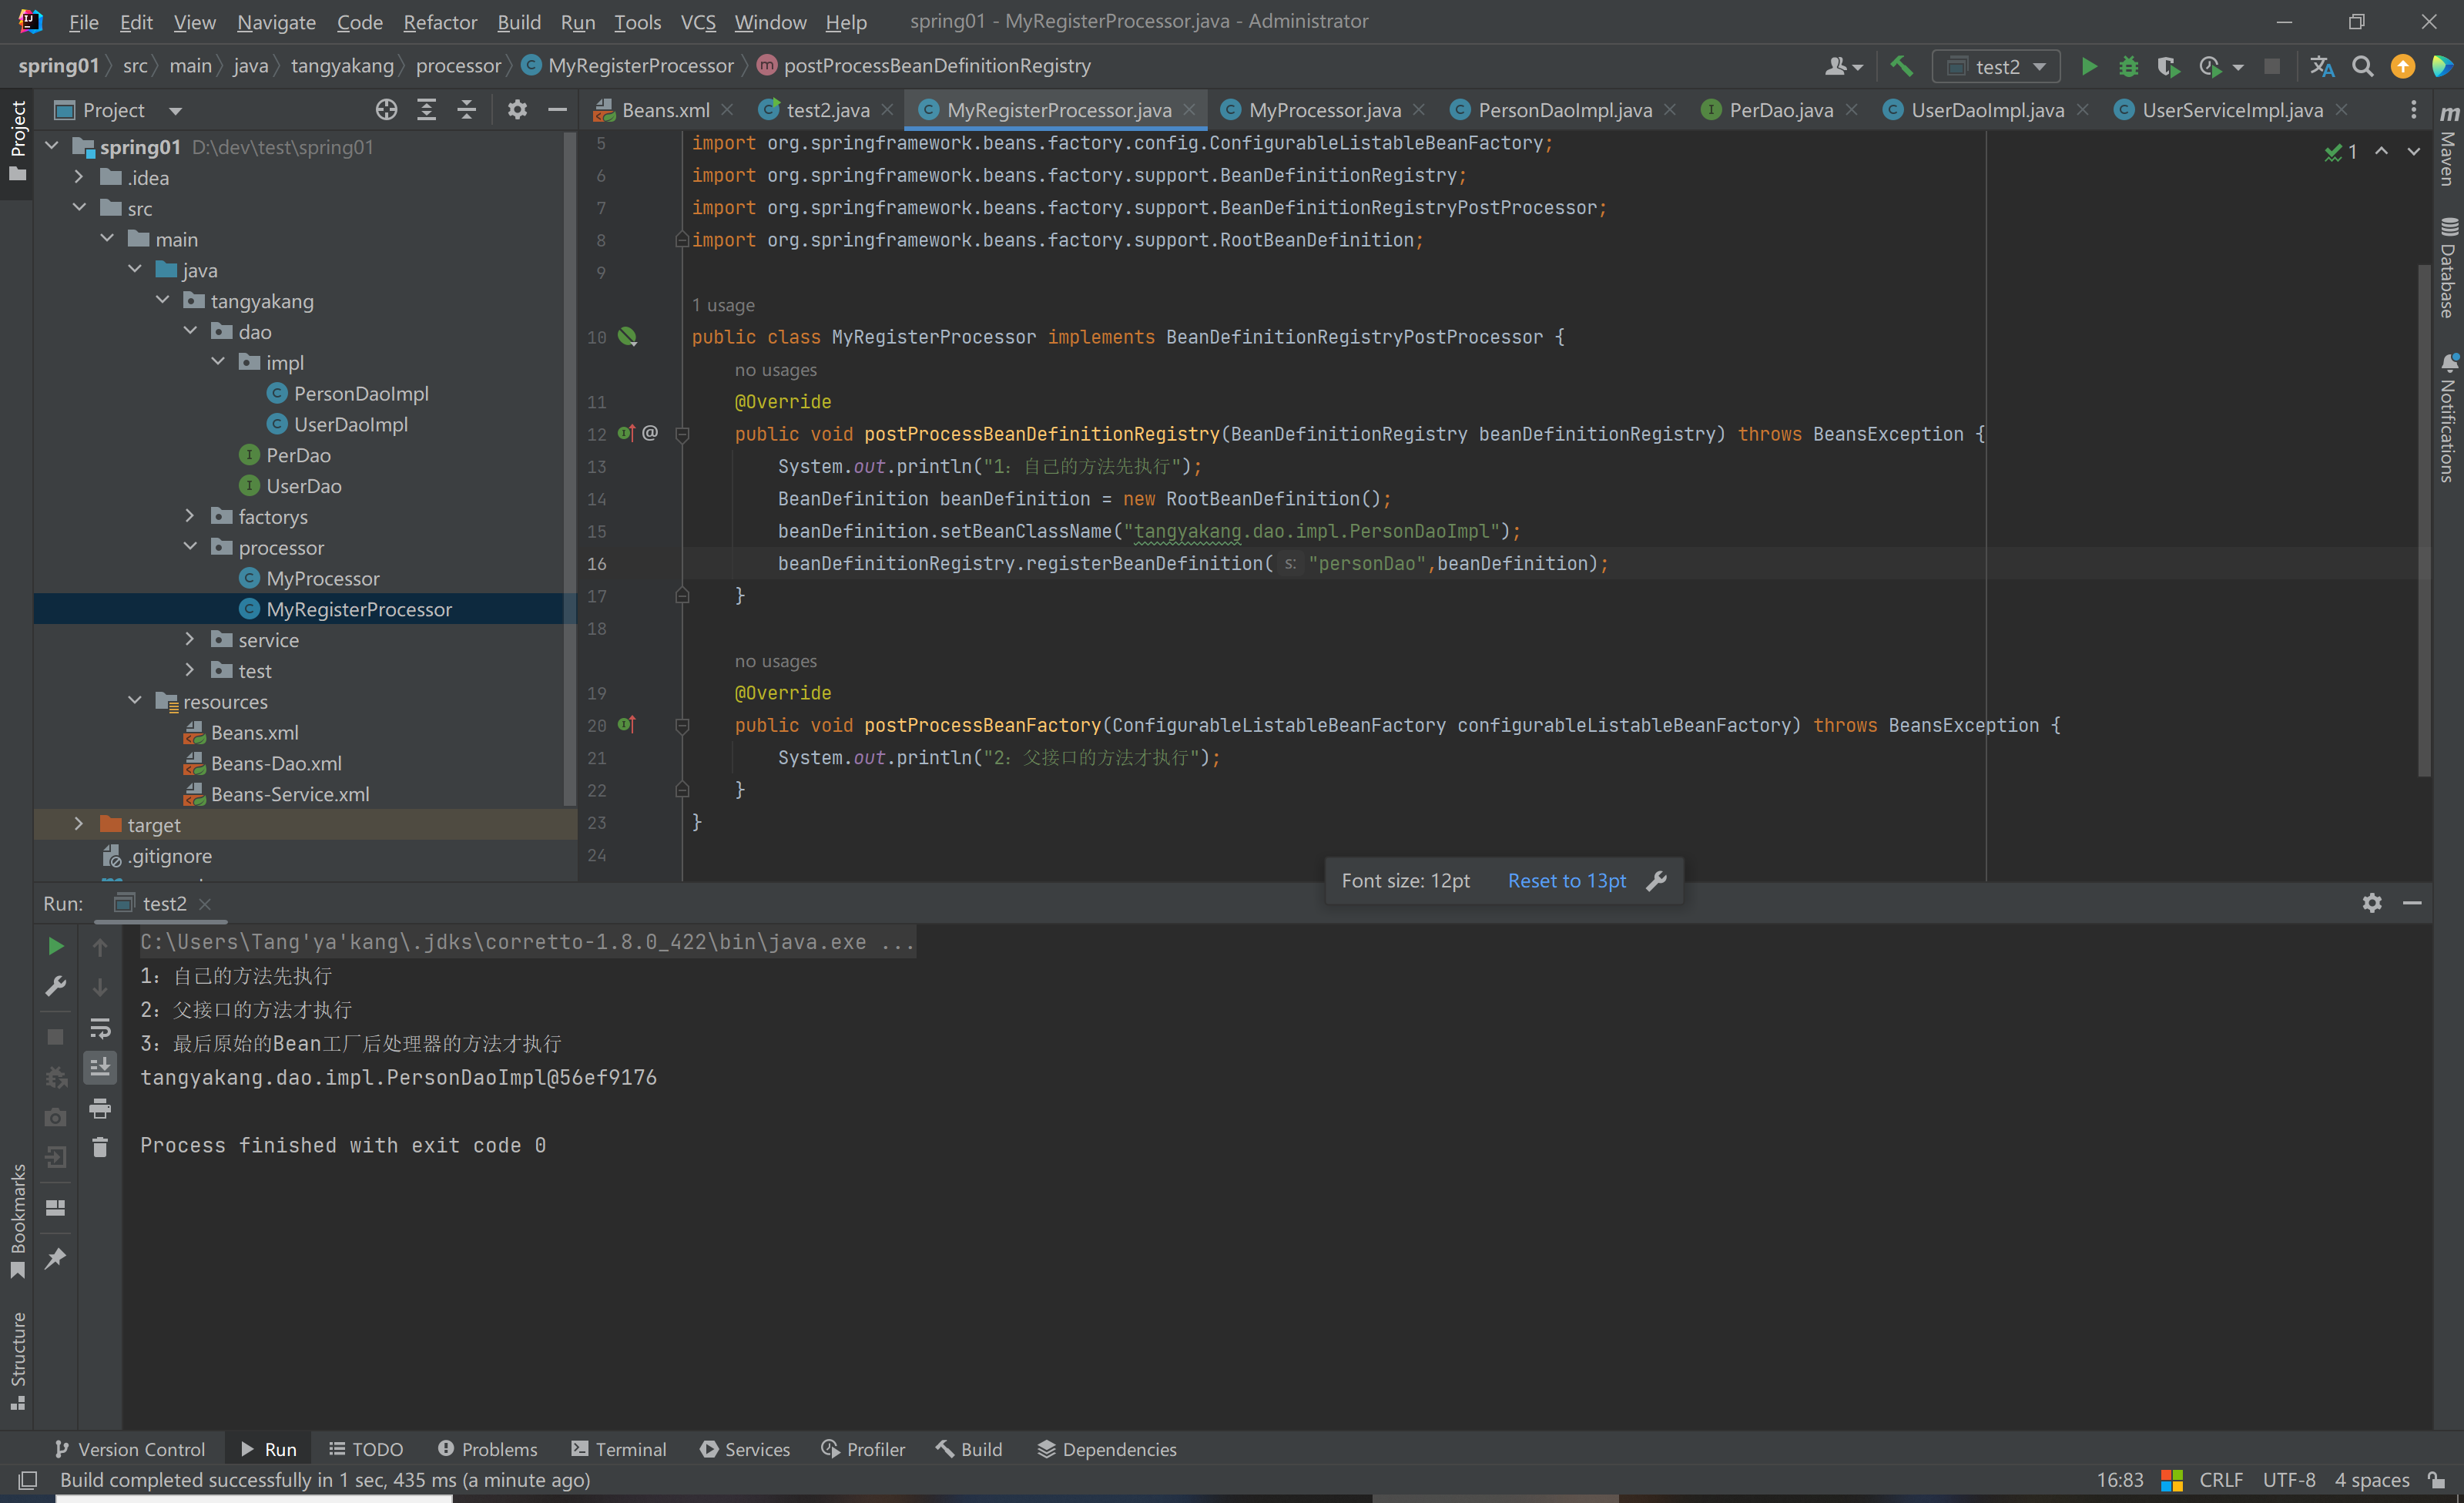 File Edit View Navigate Code Refactor Build Run Tools VCS Window Help spring01 - MyRegisterProcessor.java - Administrator
spring01 src main java tangyakang processor MyRegisterProcessor postProcessBeanDefinitionRegistry test2
Project
Beans.xml test2.java MyRegisterProcessor.java MyProcessor.java PersonDaoImpl.java PerDao.java UserDaoImpl.java UserServiceImpl.java
Project
spring01 D:\dev\test\spring01
.idea
src
main
java
tangyakang
dao
impl
PersonDaoImpl
UserDaoImpl
PerDao
UserDao
factorys
processor
MyProcessor
MyRegisterProcessor
service
test
resources
Beans.xml
Beans-Dao.xml
Beans-Service.xml
target
.gitignore
5 import org.springframework.beans.factory.config.ConfigurableListableBeanFactory;
6 import org.springframework.beans.factory.support.BeanDefinitionRegistry;
7 import org.springframework.beans.factory.support.BeanDefinitionRegistryPostProcessor;
8 import org.springframework.beans.factory.support.RootBeanDefinition;
9
1 usage
10 public class MyRegisterProcessor implements BeanDefinitionRegistryPostProcessor {
no usages
11 @Override
12 @ public void postProcessBeanDefinitionRegistry(BeanDefinitionRegistry beanDefinitionRegistry) throws BeansException {
13 System.out.println("1：自己的方法先执行");
14 BeanDefinition beanDefinition = new RootBeanDefinition();
15 beanDefinition.setBeanClassName("tangyakang.dao.impl.PersonDaoImpl");
16 beanDefinitionRegistry.registerBeanDefinition( s: "personDao",beanDefinition);
17 }
18
no usages
19 @Override
20 public void postProcessBeanFactory(ConfigurableListableBeanFactory configurableListableBeanFactory) throws BeansException {
21 System.out.println("2：父接口的方法才执行");
22 }
23 }
24
1
Maven
Database
Notifications
Font size: 12pt Reset to 13pt
Run: test2
C:\Users\Tang'ya'kang\.jdks\corretto-1.8.0_422\bin\java.exe ...
1：自己的方法先执行
2：父接口的方法才执行
3：最后原始的Bean工厂后处理器的方法才执行
tangyakang.dao.impl.PersonDaoImpl@56ef9176
Process finished with exit code 0
Bookmarks
Structure
Version Control Run TODO Problems Terminal Services Profiler Build Dependencies
Build completed successfully in 1 sec, 435 ms (a minute ago) 16:83 CRLF UTF-8 4 spaces